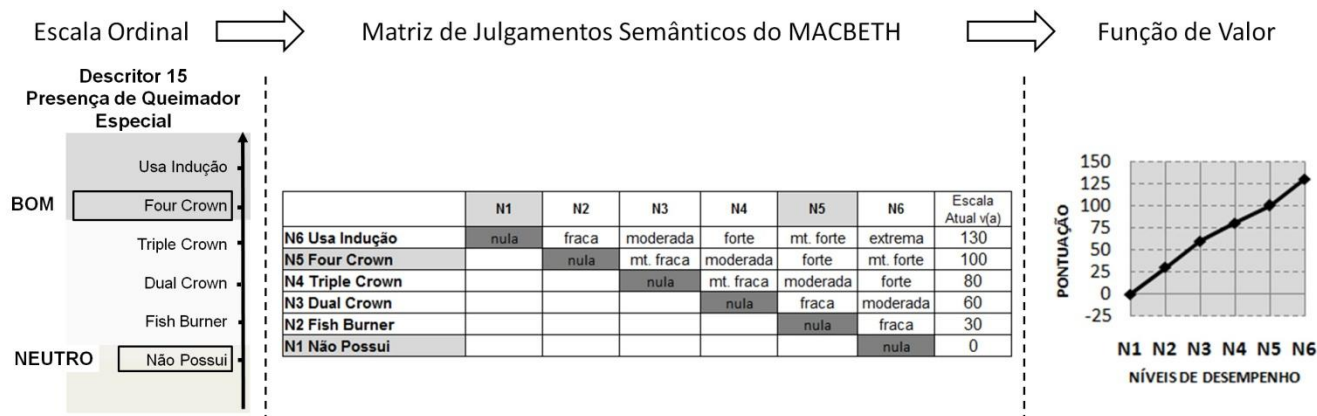 Escala Ordinal
Matriz de Julgamentos Semânticos do MACBETH
Função de Valor
Descritor 15
Presença de Queimador
Especial
Usa Indução
BOM
Four Crown
Triple Crown
Dual Crown
Fish Burner
NEUTRO
Não Possui
N1 N2 N3 N4 N5 N6 Escala Atual v(a)
N6 Usa Indução nula fraca moderada forte mt. forte extrema 130
N5 Four Crown nula mt. fraca moderada forte mt. forte 100
N4 Triple Crown nula mt. fraca moderada forte 80
N3 Dual Crown nula fraca moderada 60
N2 Fish Burner nula fraca 30
N1 Não Possui nula 0
PONTUAÇÃO
150
125
100
75
50
25
0
-25
N1 N2 N3 N4 N5 N6
NÍVEIS DE DESEMPENHO